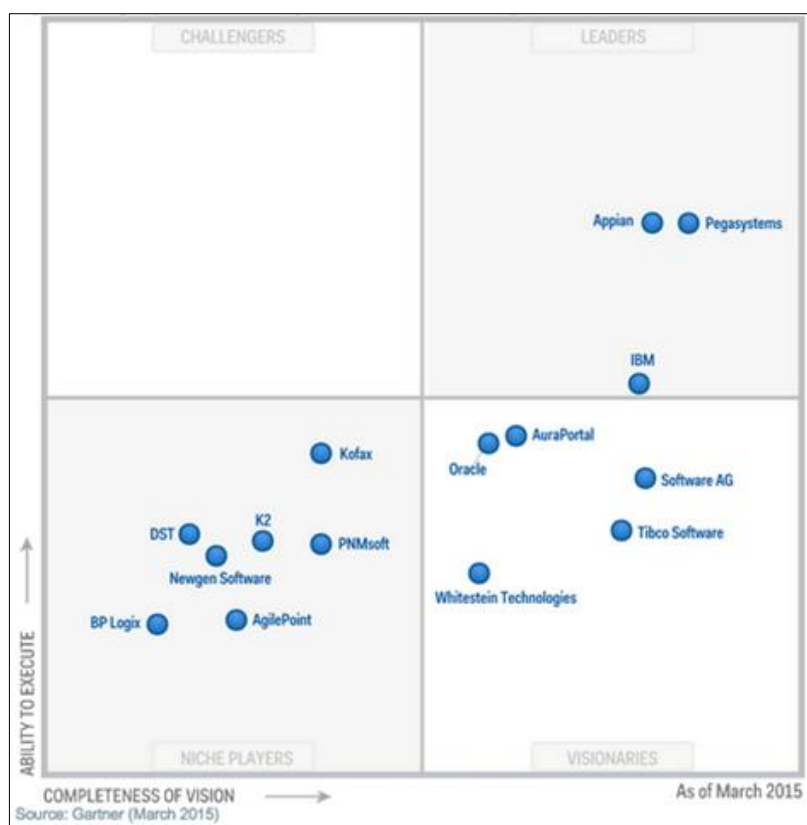 CHALLENGERS
LEADERS
Appian
Pegasystems
IBM
AuraPortal
Oracle
Kofax
Software AG
K2
DST
PNMsoft
Tibco Software
Newgen Software
Whitestein Technologies
BP Logix
AgilePoint
ABILITY TO EXECUTE
NICHE PLAYERS
VISIONARIES
COMPLETENESS OF VISION
As of March 2015
Source: Gartner (March 2015)